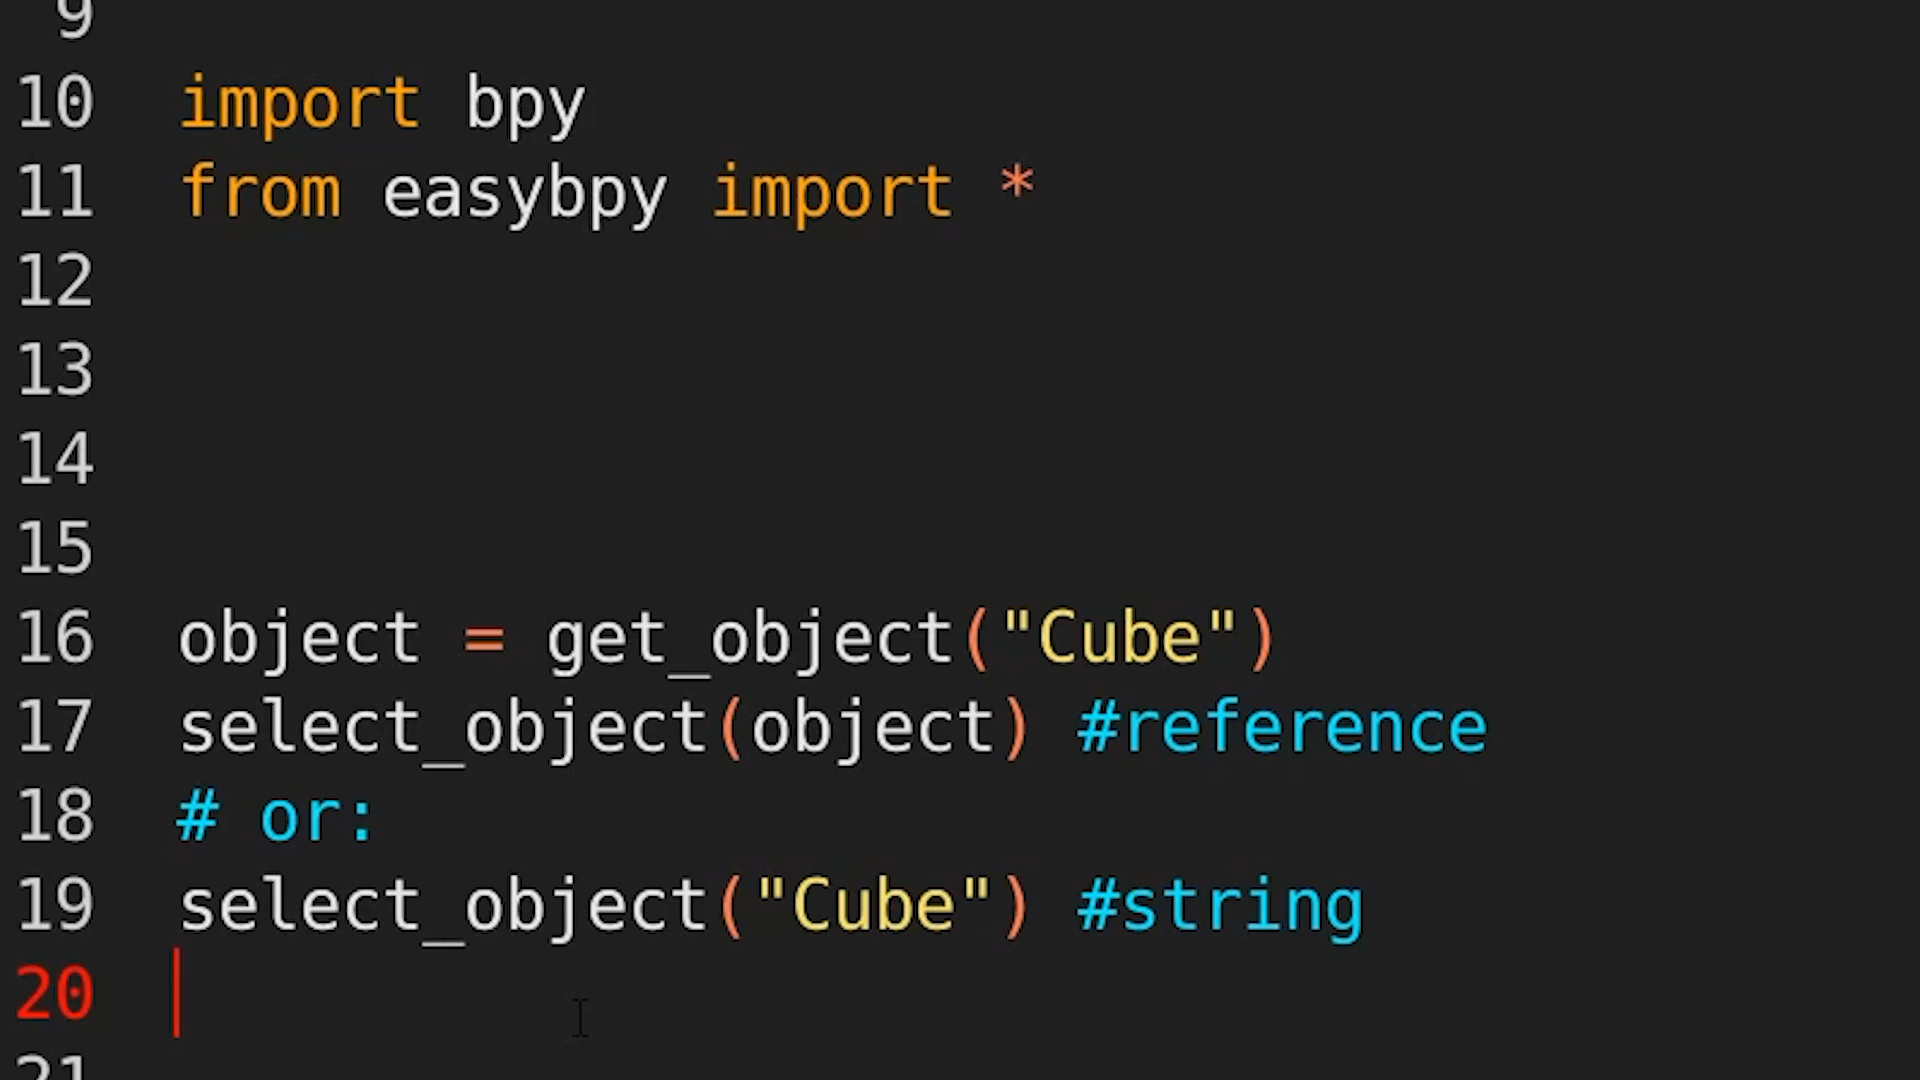 9
10 import bpy
11 from easybpy import *
12
13
14
15
16 object = get_object("Cube")
17 select_object(object) #reference
18 # or:
19 select_object("Cube") #string
20
21